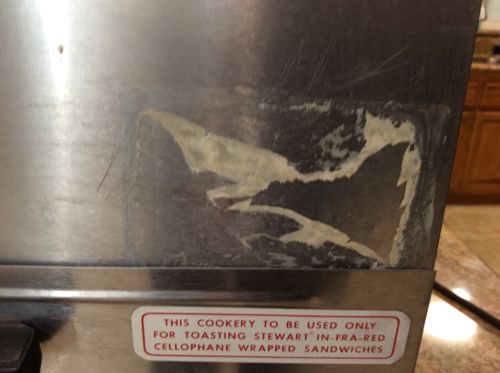 THIS COOKERY TO BE USED ONLY
FOR TOASTING STEWART® IN-FRA-RED
CELLOPHANE WRAPPED SANDWICHES